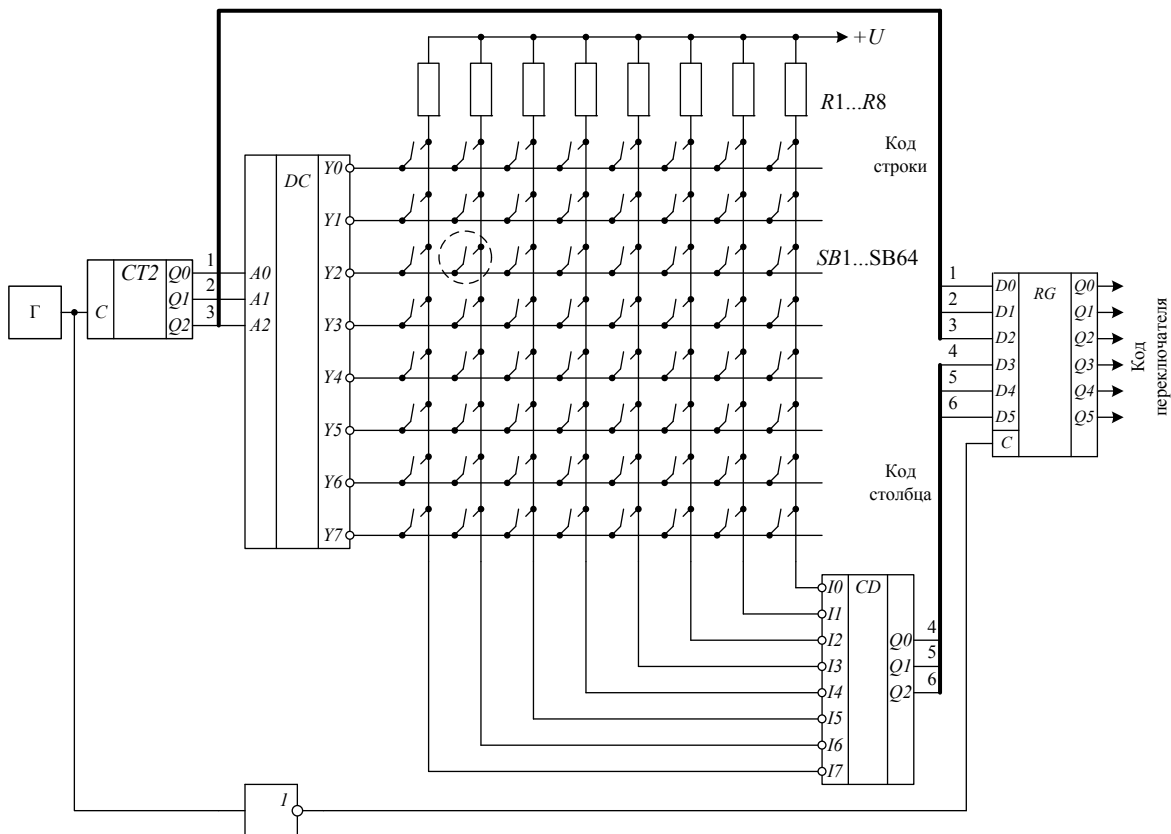 +U
R1...R8
Код
строки
SB1...SB64
Г
C
CT2
Q0
Q1
Q2
1
2
3
A0
A1
A2
DC
Y0
Y1
Y2
Y3
Y4
Y5
Y6
Y7
1
2
3
4
5
6
D0
D1
D2
D3
D4
D5
C
RG
Q0
Q1
Q2
Q3
Q4
Q5
Код
переключателя
Код
столбца
I0
I1
I2
I3
I4
I5
I6
I7
CD
Q0
Q1
Q2
4
5
6
1